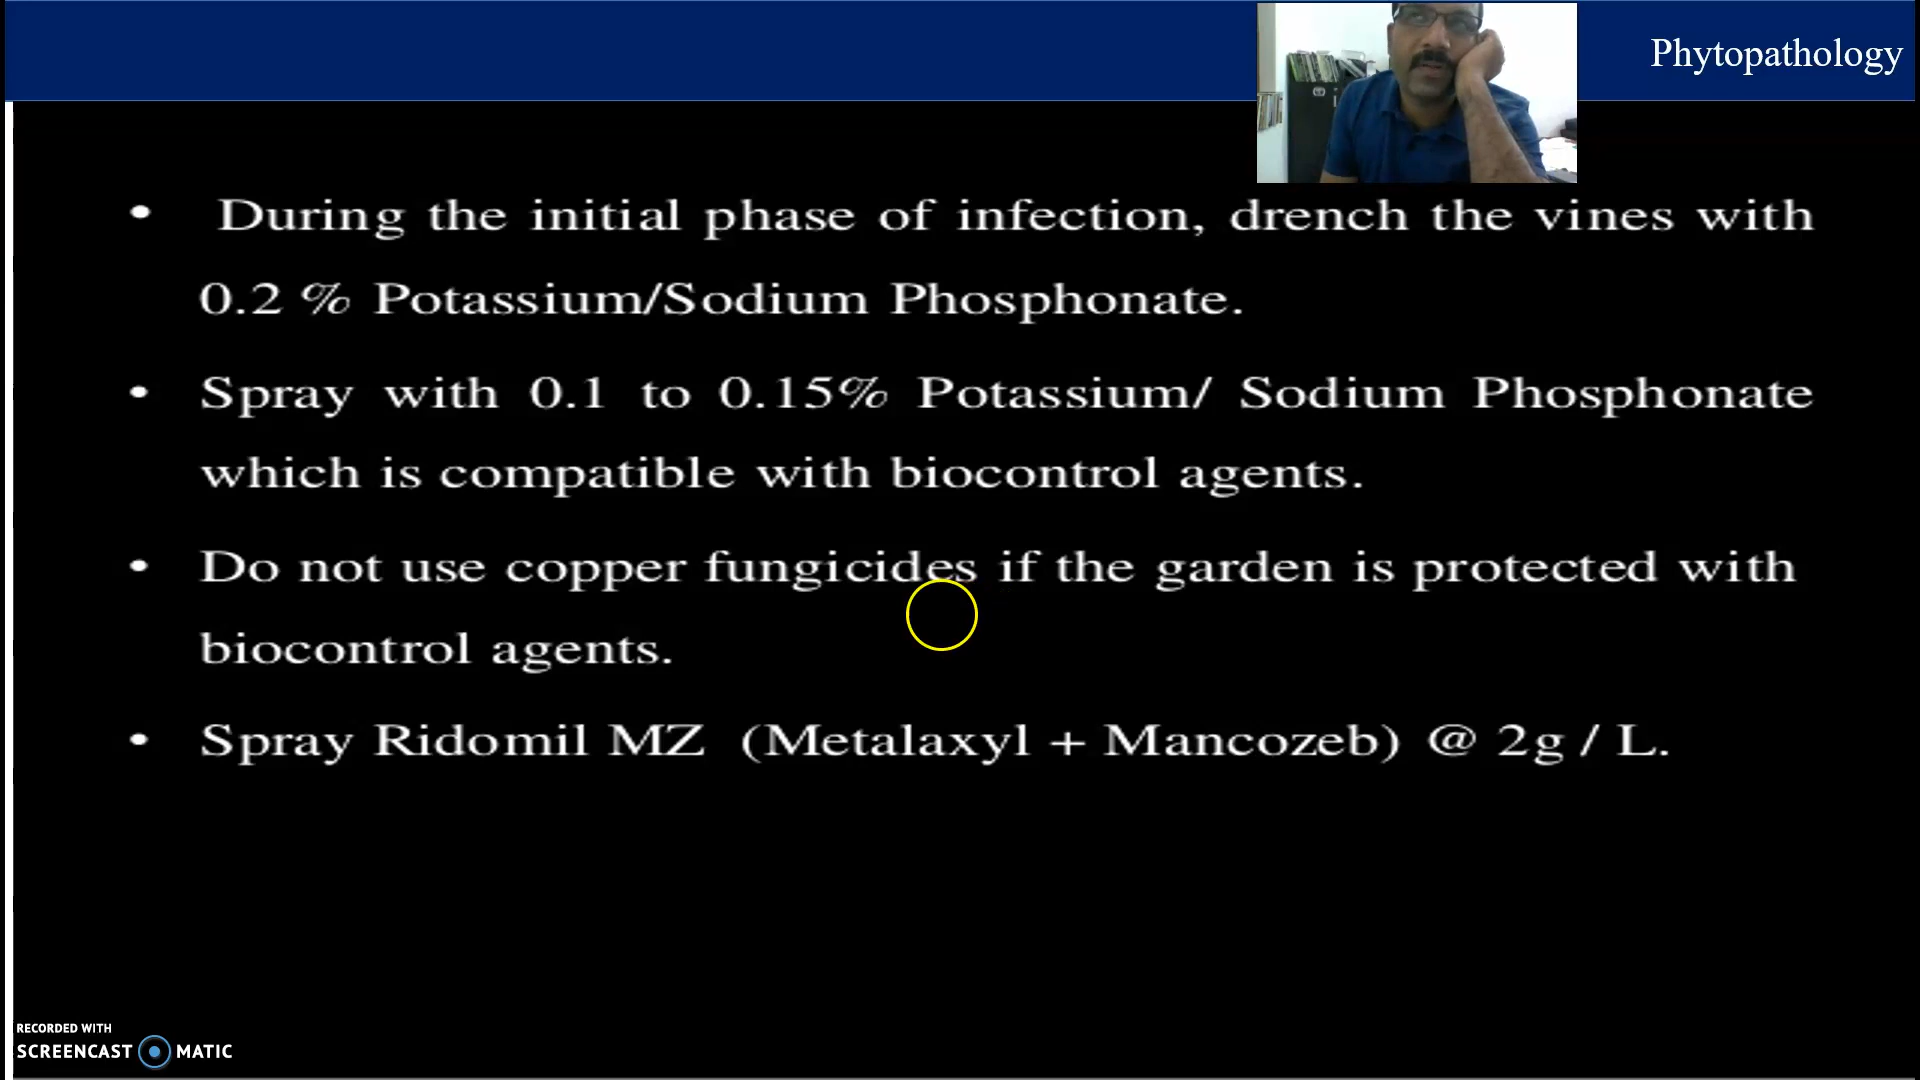 Phytopathology
• During the initial phase of infection, drench the vines with
0.2 % Potassium/Sodium Phosphonate.
• Spray with 0.1 to 0.15% Potassium/ Sodium Phosphonate
which is compatible with biocontrol agents.
• Do not use copper fungicides if the garden is protected with
biocontrol agents.
• Spray Ridomil MZ (Metalaxyl + Mancozeb) @ 2g / L.
RECORDED WITH
SCREENCAST MATIC